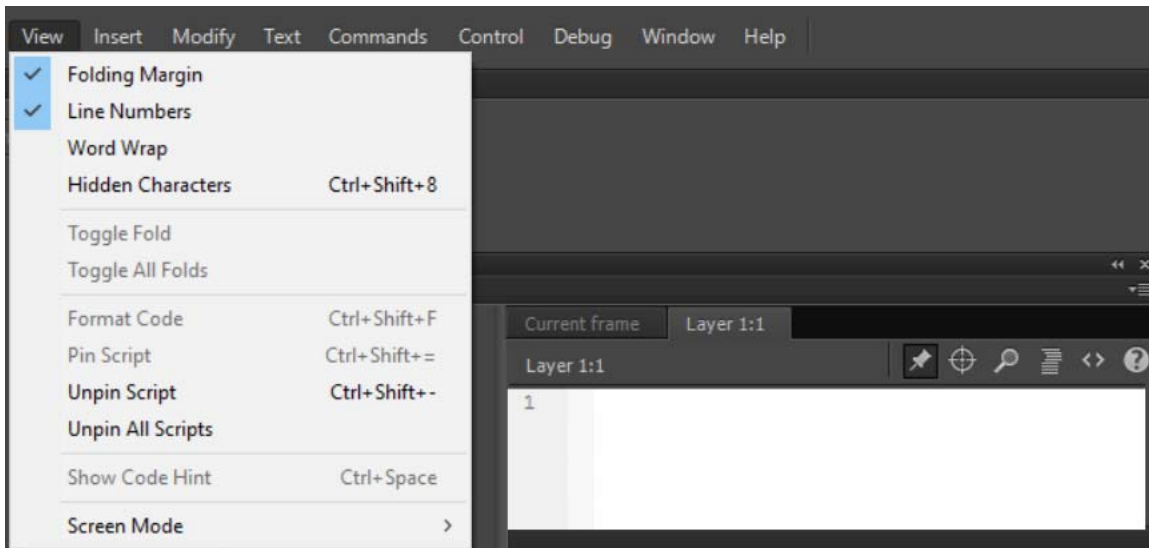 View Insert Modify Text Commands Control Debug Window Help
Folding Margin
Line Numbers
Word Wrap
Hidden Characters Ctrl+Shift+8
Toggle Fold
Toggle All Folds
Format Code Ctrl+Shift+F
Pin Script Ctrl+Shift+=
Unpin Script Ctrl+Shift+-
Unpin All Scripts
Show Code Hint Ctrl+Space
Screen Mode
Current frame Layer 1:1
Layer 1:1
1